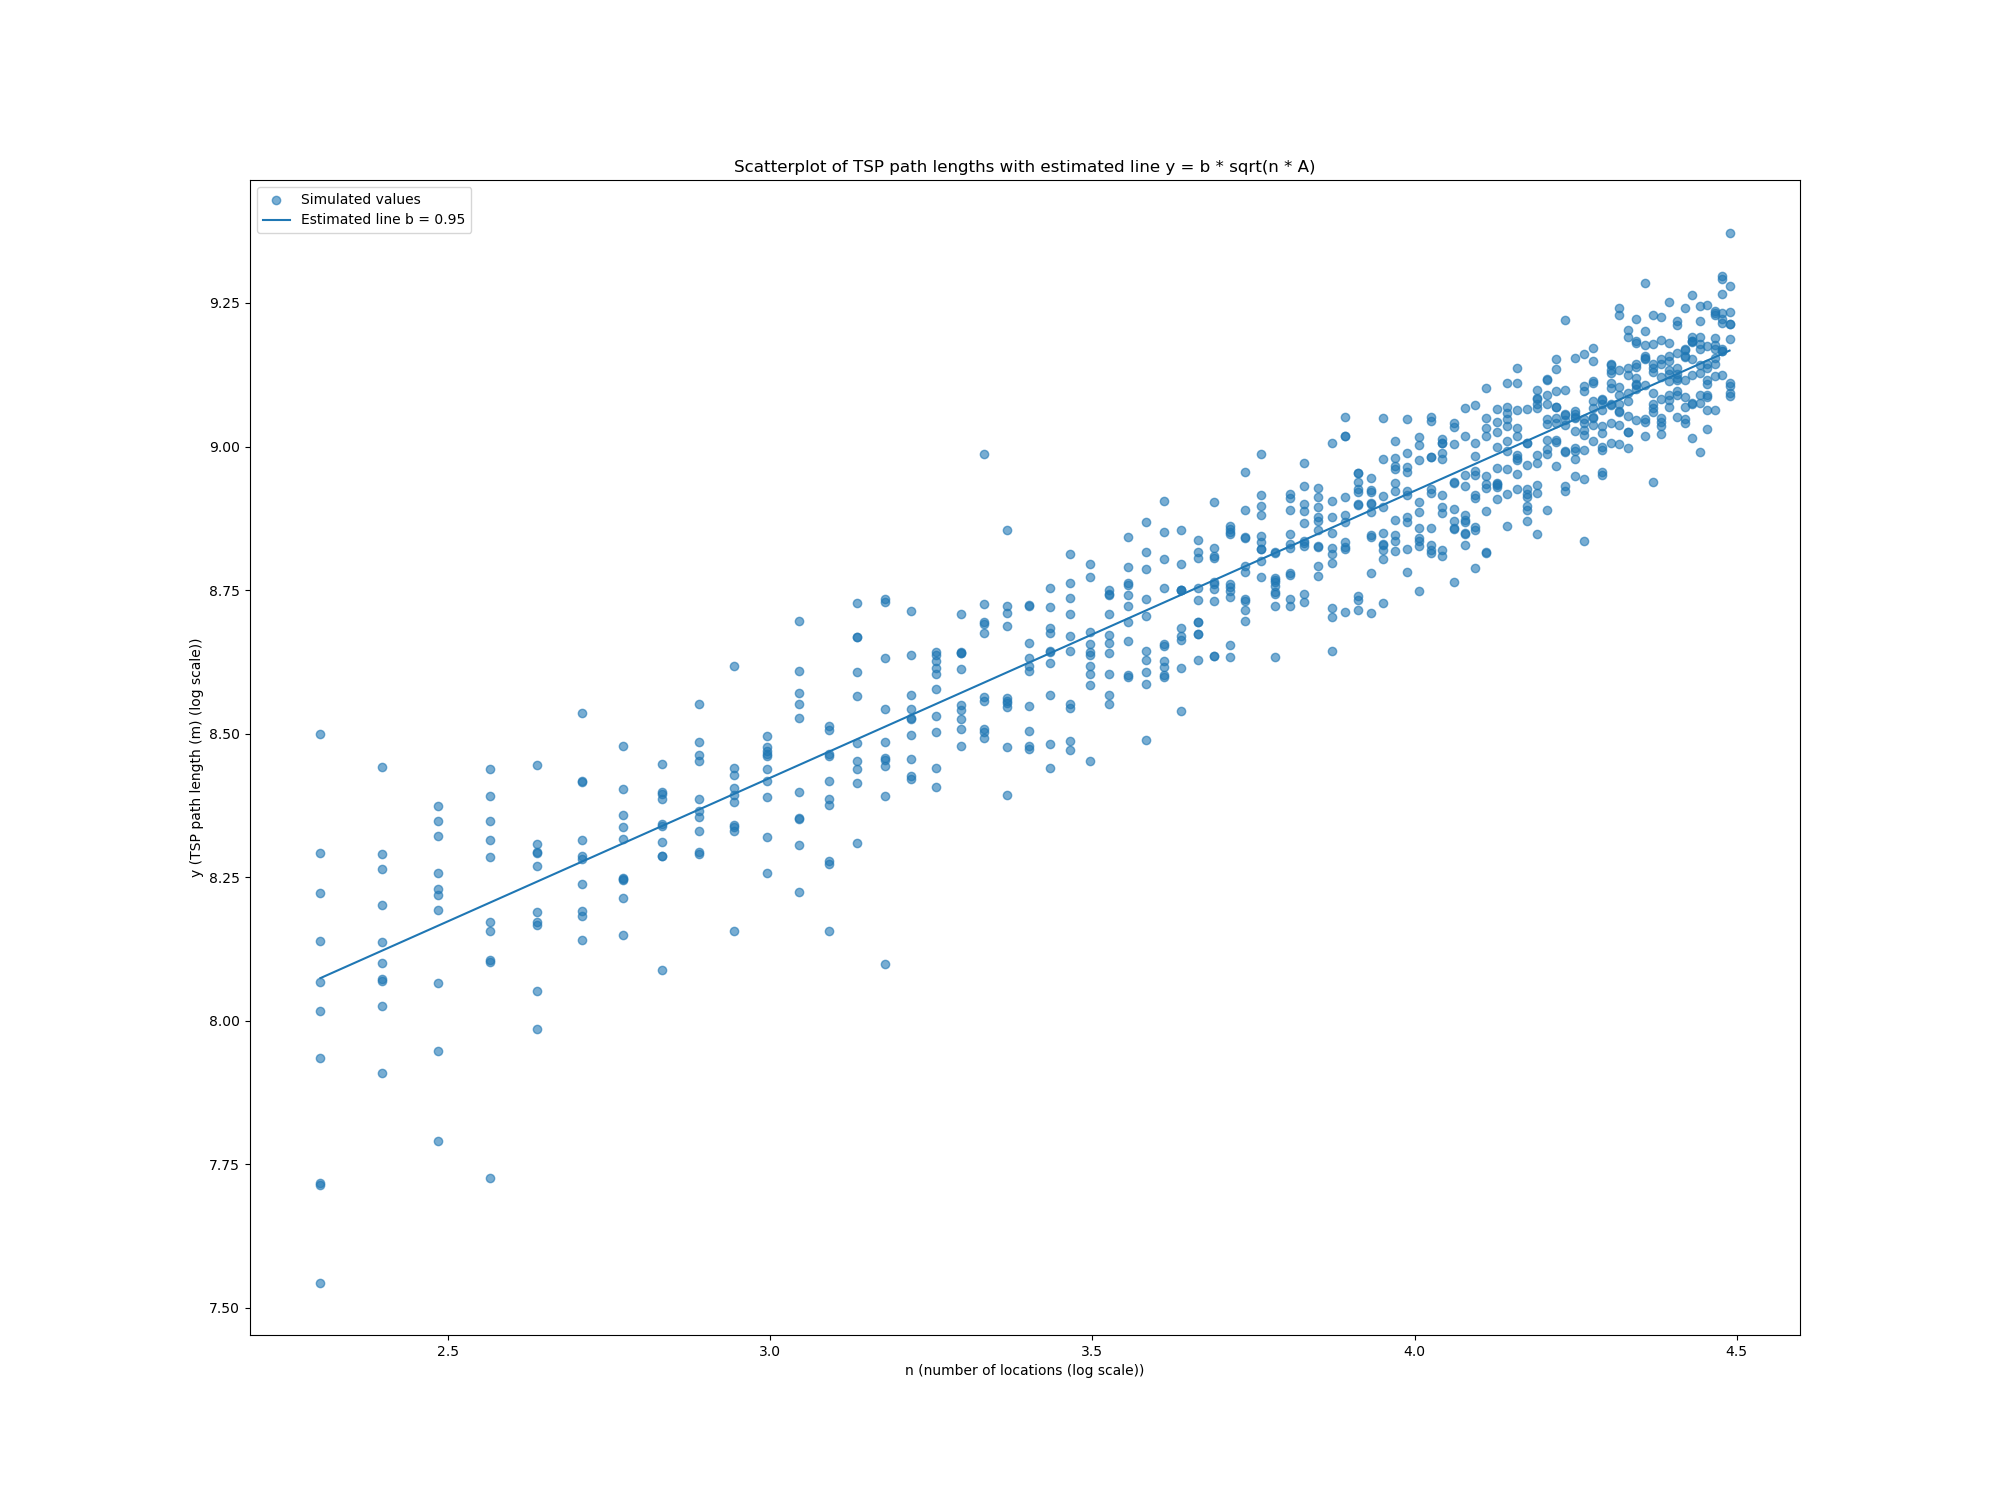 Scatterplot of TSP path lengths with estimated line y = b * sqrt(n * A)
Simulated values
Estimated line b = 0.95
9.25
9.00
8.75
8.50
8.25
8.00
7.75
7.50
y (TSP path length (m) (log scale))
2.5 3.0 3.5 4.0 4.5
n (number of locations (log scale))